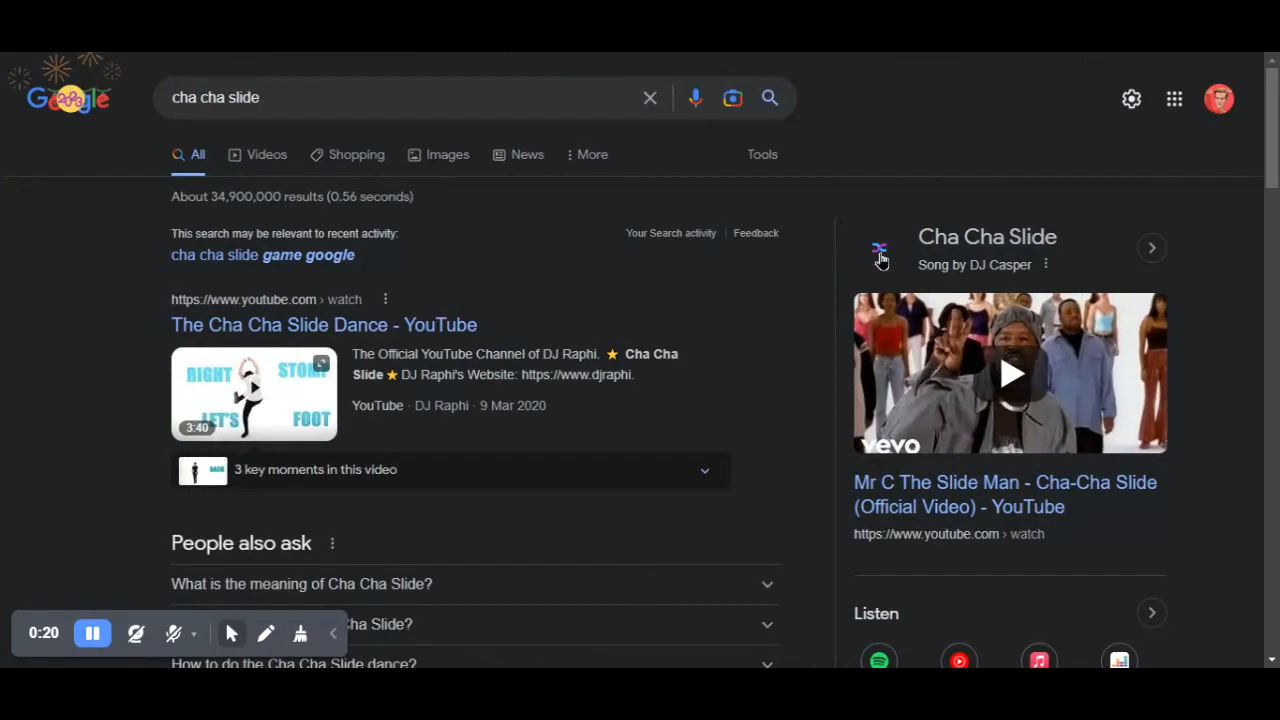 Google
2023
cha cha slide
All
Videos
Shopping
Images
News
More
Tools
About 34,900,000 results (0.56 seconds)
This search may be relevant to recent activity:
Your Search activity
Feedback
cha cha slide game google
https://www.youtube.com › watch
The Cha Cha Slide Dance - YouTube
RIGHT
STOMP
LET'S
FOOT
3:40
The Official YouTube Channel of DJ Raphi. ⭐ Cha Cha
Slide ⭐ DJ Raphi's Website: https://www.djraphi.
YouTube · DJ Raphi · 9 Mar 2020
3 key moments in this video
People also ask
What is the meaning of Cha Cha Slide?
Cha Slide?
How to do the Cha Cha Slide dance?
0:20
Cha Cha Slide
Song by DJ Casper
vevo
Mr C The Slide Man - Cha-Cha Slide
(Official Video) - YouTube
https://www.youtube.com › watch
Listen